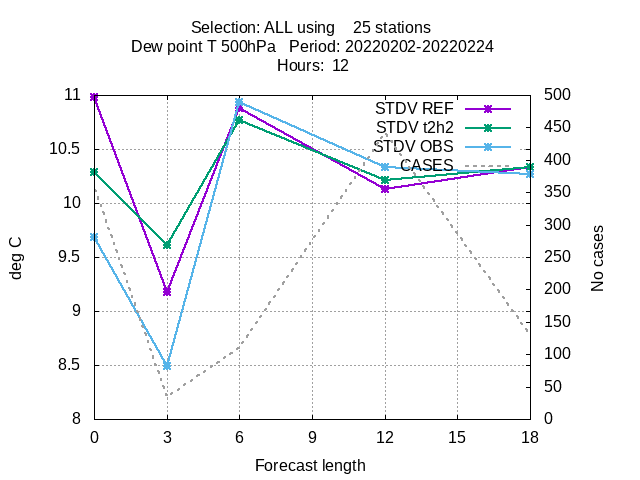 Selection: ALL using    25 stations
Dew point T 500hPa   Period: 20220202-20220224
Hours:  12
11
10.5
10
9.5
9
8.5
8
500
450
400
350
300
250
200
150
100
50
0
STDV REF
STDV t2h2
STDV OBS
CASES
deg C
No cases
0
3
6
9
12
15
18
Forecast length